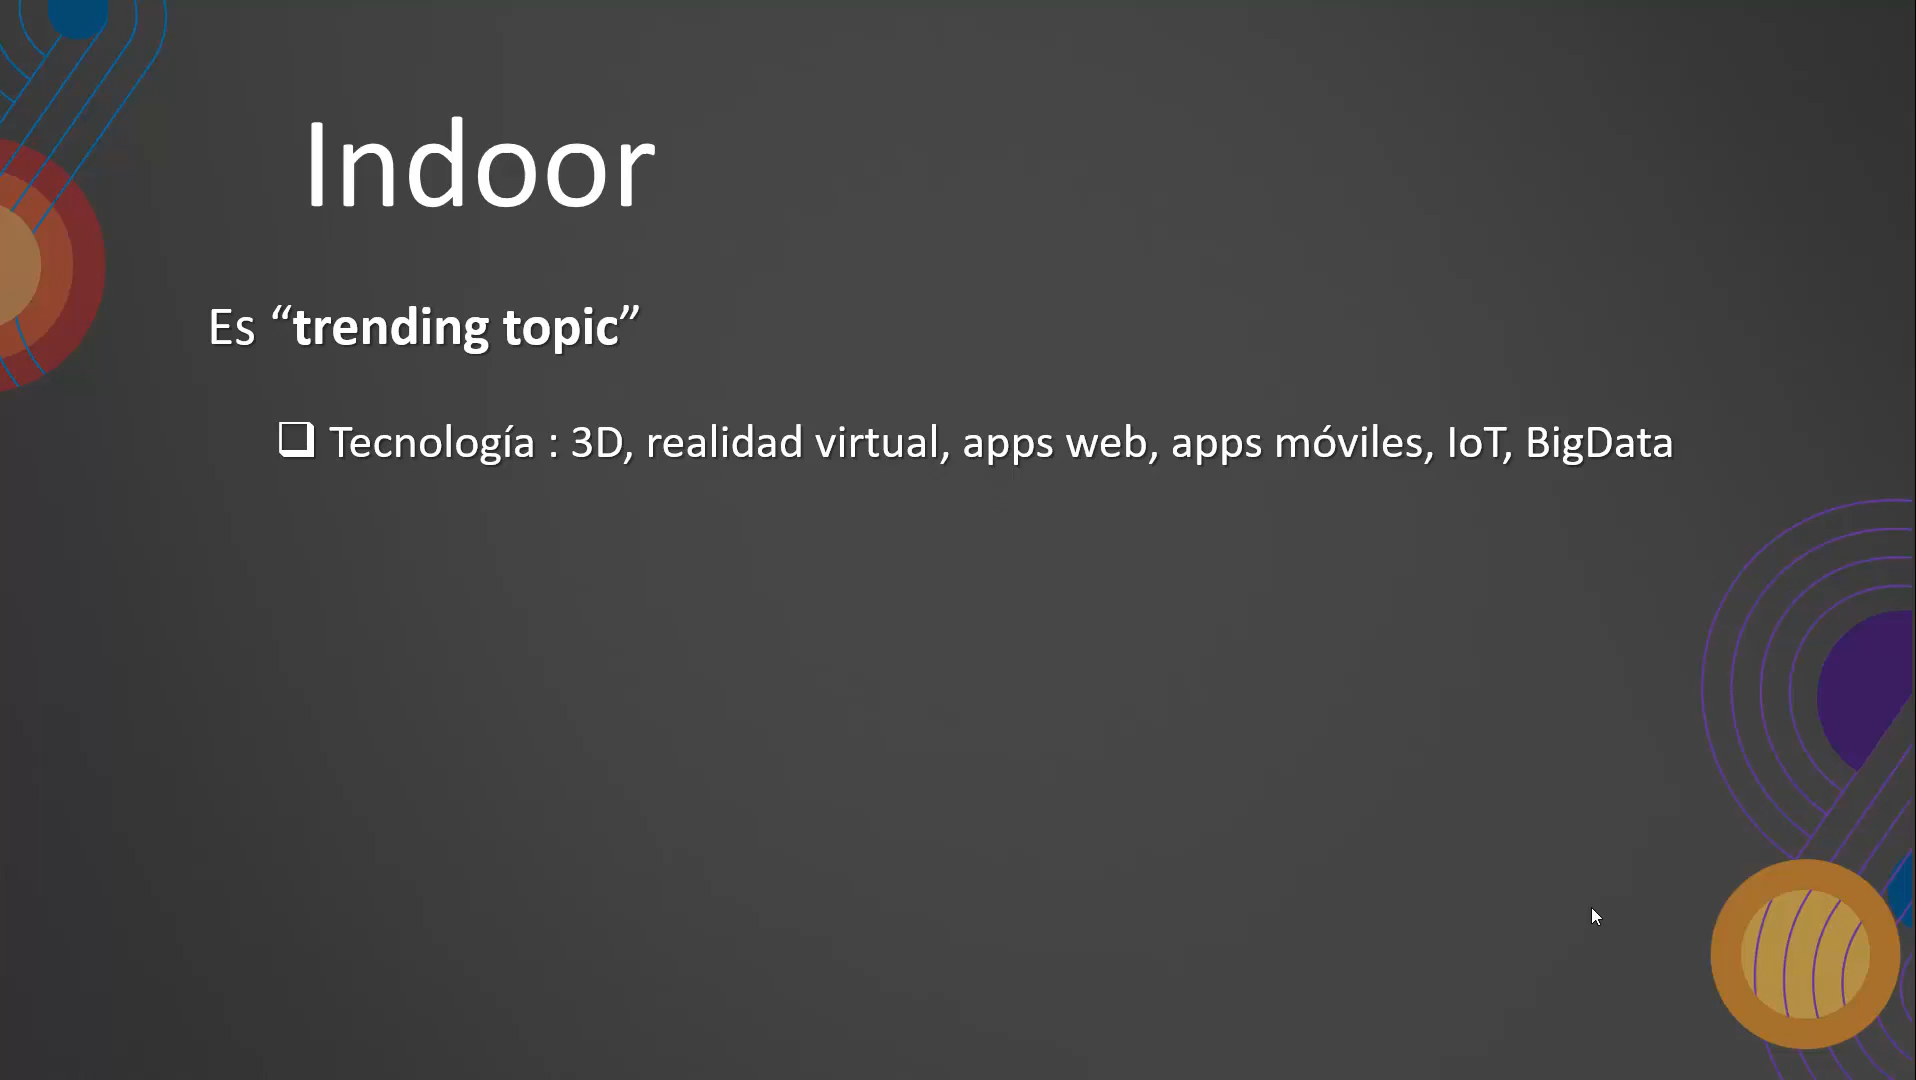 Indoor
Es “trending topic”
❑ Tecnología : 3D, realidad virtual, apps web, apps móviles, IoT, BigData